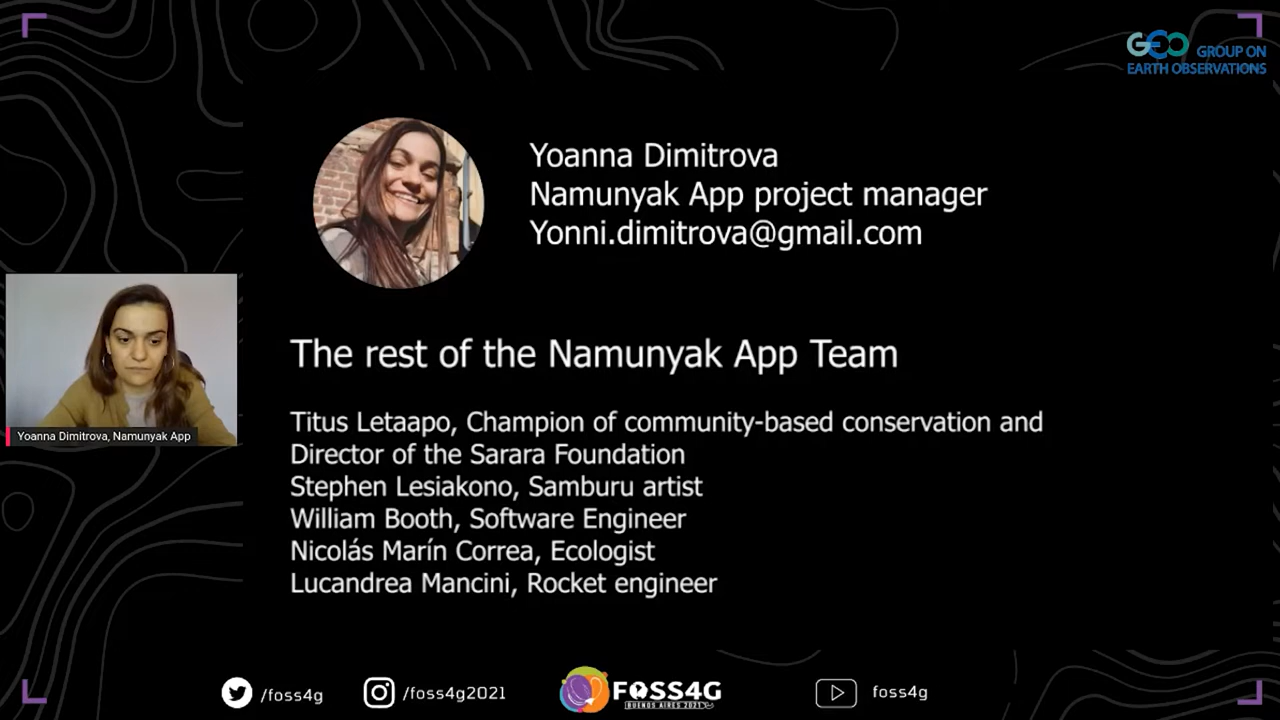 GEO GROUP ON
EARTH OBSERVATIONS
Yoanna Dimitrova
Namunyak App project manager
Yonni.dimitrova@gmail.com
The rest of the Namunyak App Team
Yoanna Dimitrova, Namunyak App
Titus Letaapo, Champion of community-based conservation and
Director of the Sarara Foundation
Stephen Lesiakono, Samburu artist
William Booth, Software Engineer
Nicolás Marín Correa, Ecologist
Lucandrea Mancini, Rocket engineer
/foss4g
/foss4g2021
FOSS4G
BUENOS AIRES 2021
foss4g